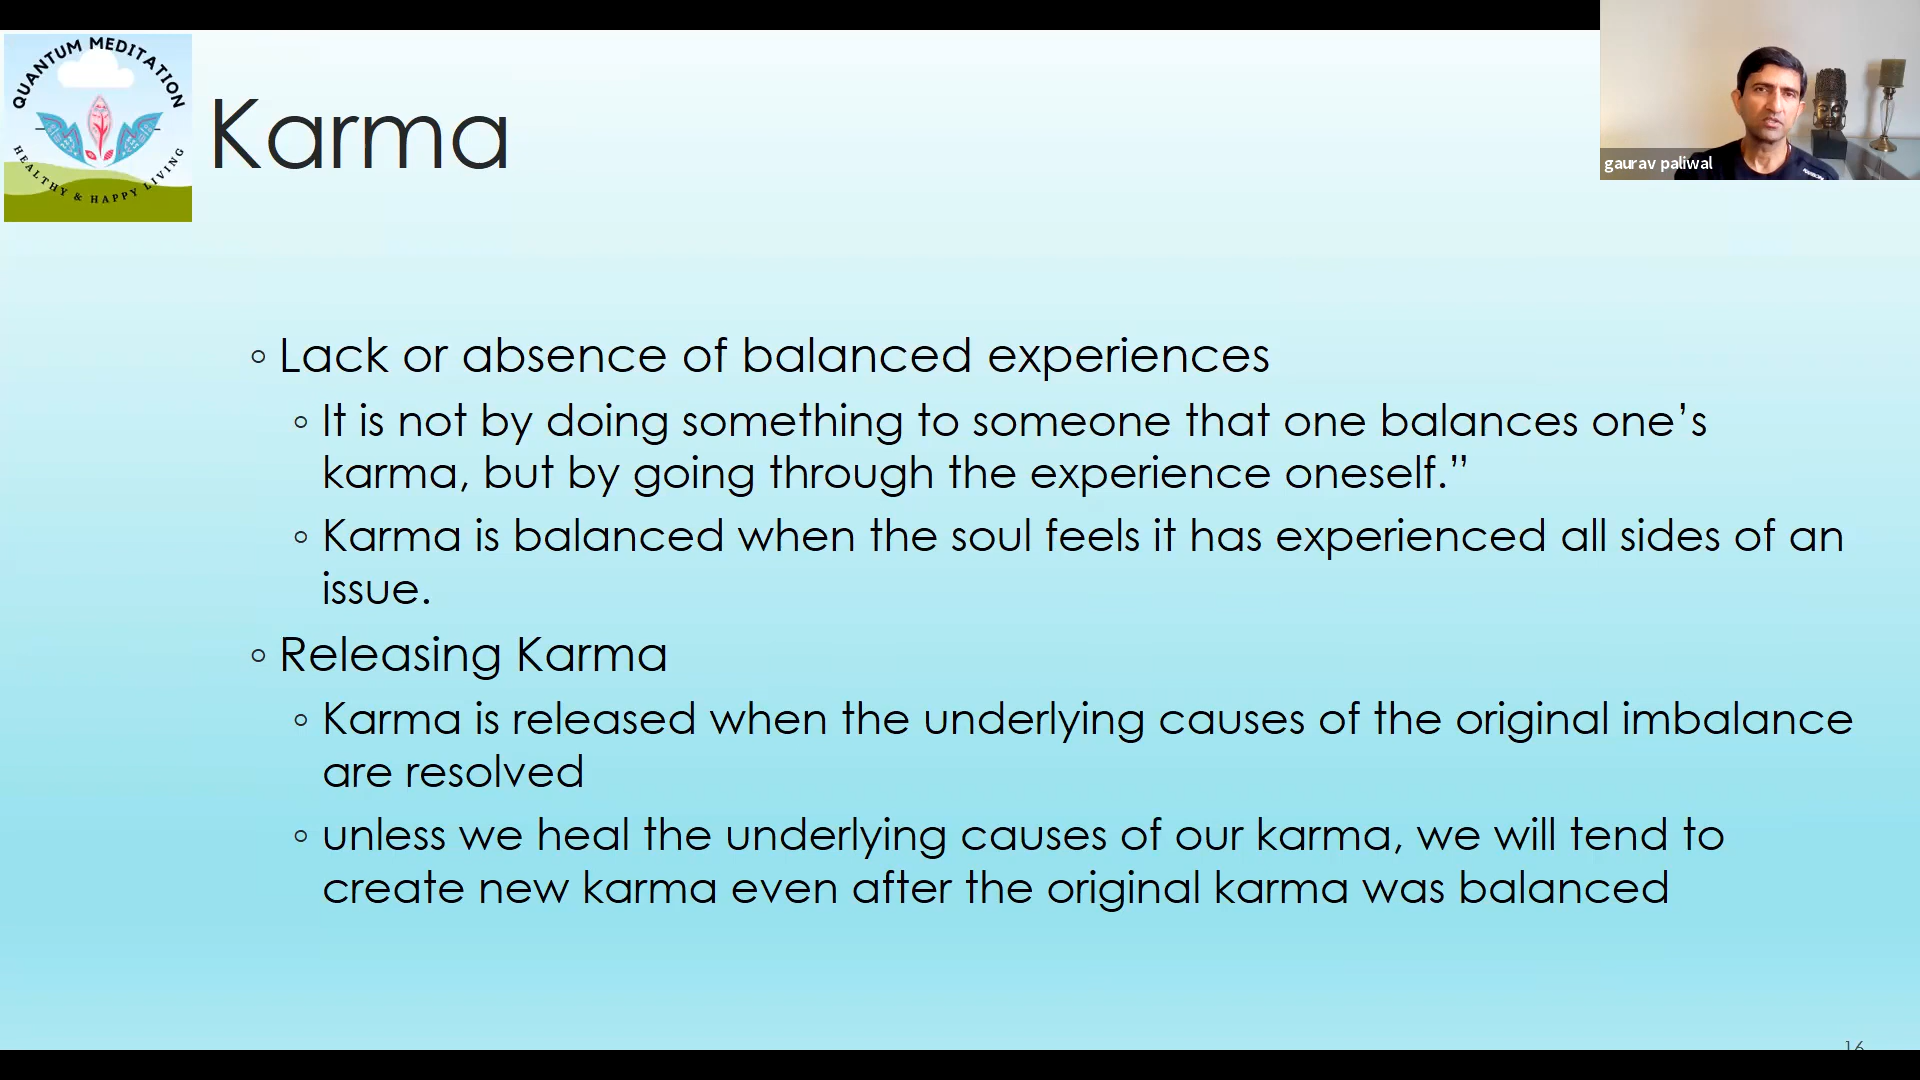 QUANTUM MEDITATION
HEALTHY & HAPPY LIVING
Karma
gaurav paliwal
◦ Lack or absence of balanced experiences
◦ It is not by doing something to someone that one balances one’s
karma, but by going through the experience oneself.”
◦ Karma is balanced when the soul feels it has experienced all sides of an
issue.
◦ Releasing Karma
◦ Karma is released when the underlying causes of the original imbalance
are resolved
◦ unless we heal the underlying causes of our karma, we will tend to
create new karma even after the original karma was balanced
16